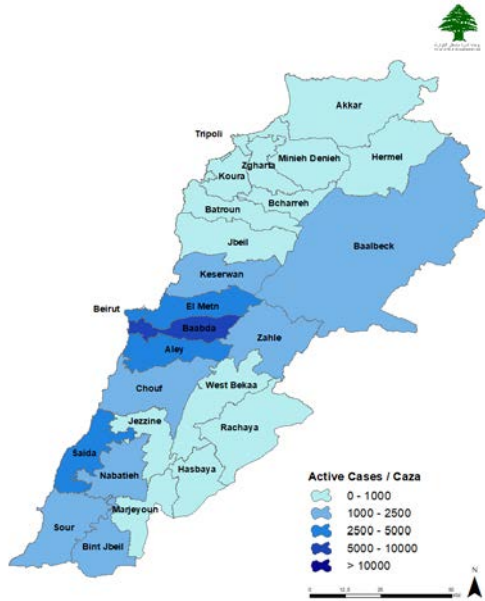 Akkar
Tripoli
Zgharta
Minieh Denieh
Hermel
Koura
Bcharreh
Batroun
Jbeil
Baalbeck
Keserwan
El Metn
Beirut
Baabda
Zahle
Aley
Chouf
West Bekaa
Jezzine
Rachaya
Saida
Hasbaya
Nabatieh
Marjeyoun
Sour
Bint Jbeil
Active Cases / Caza
0 - 1000
1000 - 2500
2500 - 5000
5000 - 10000
> 10000
N
0